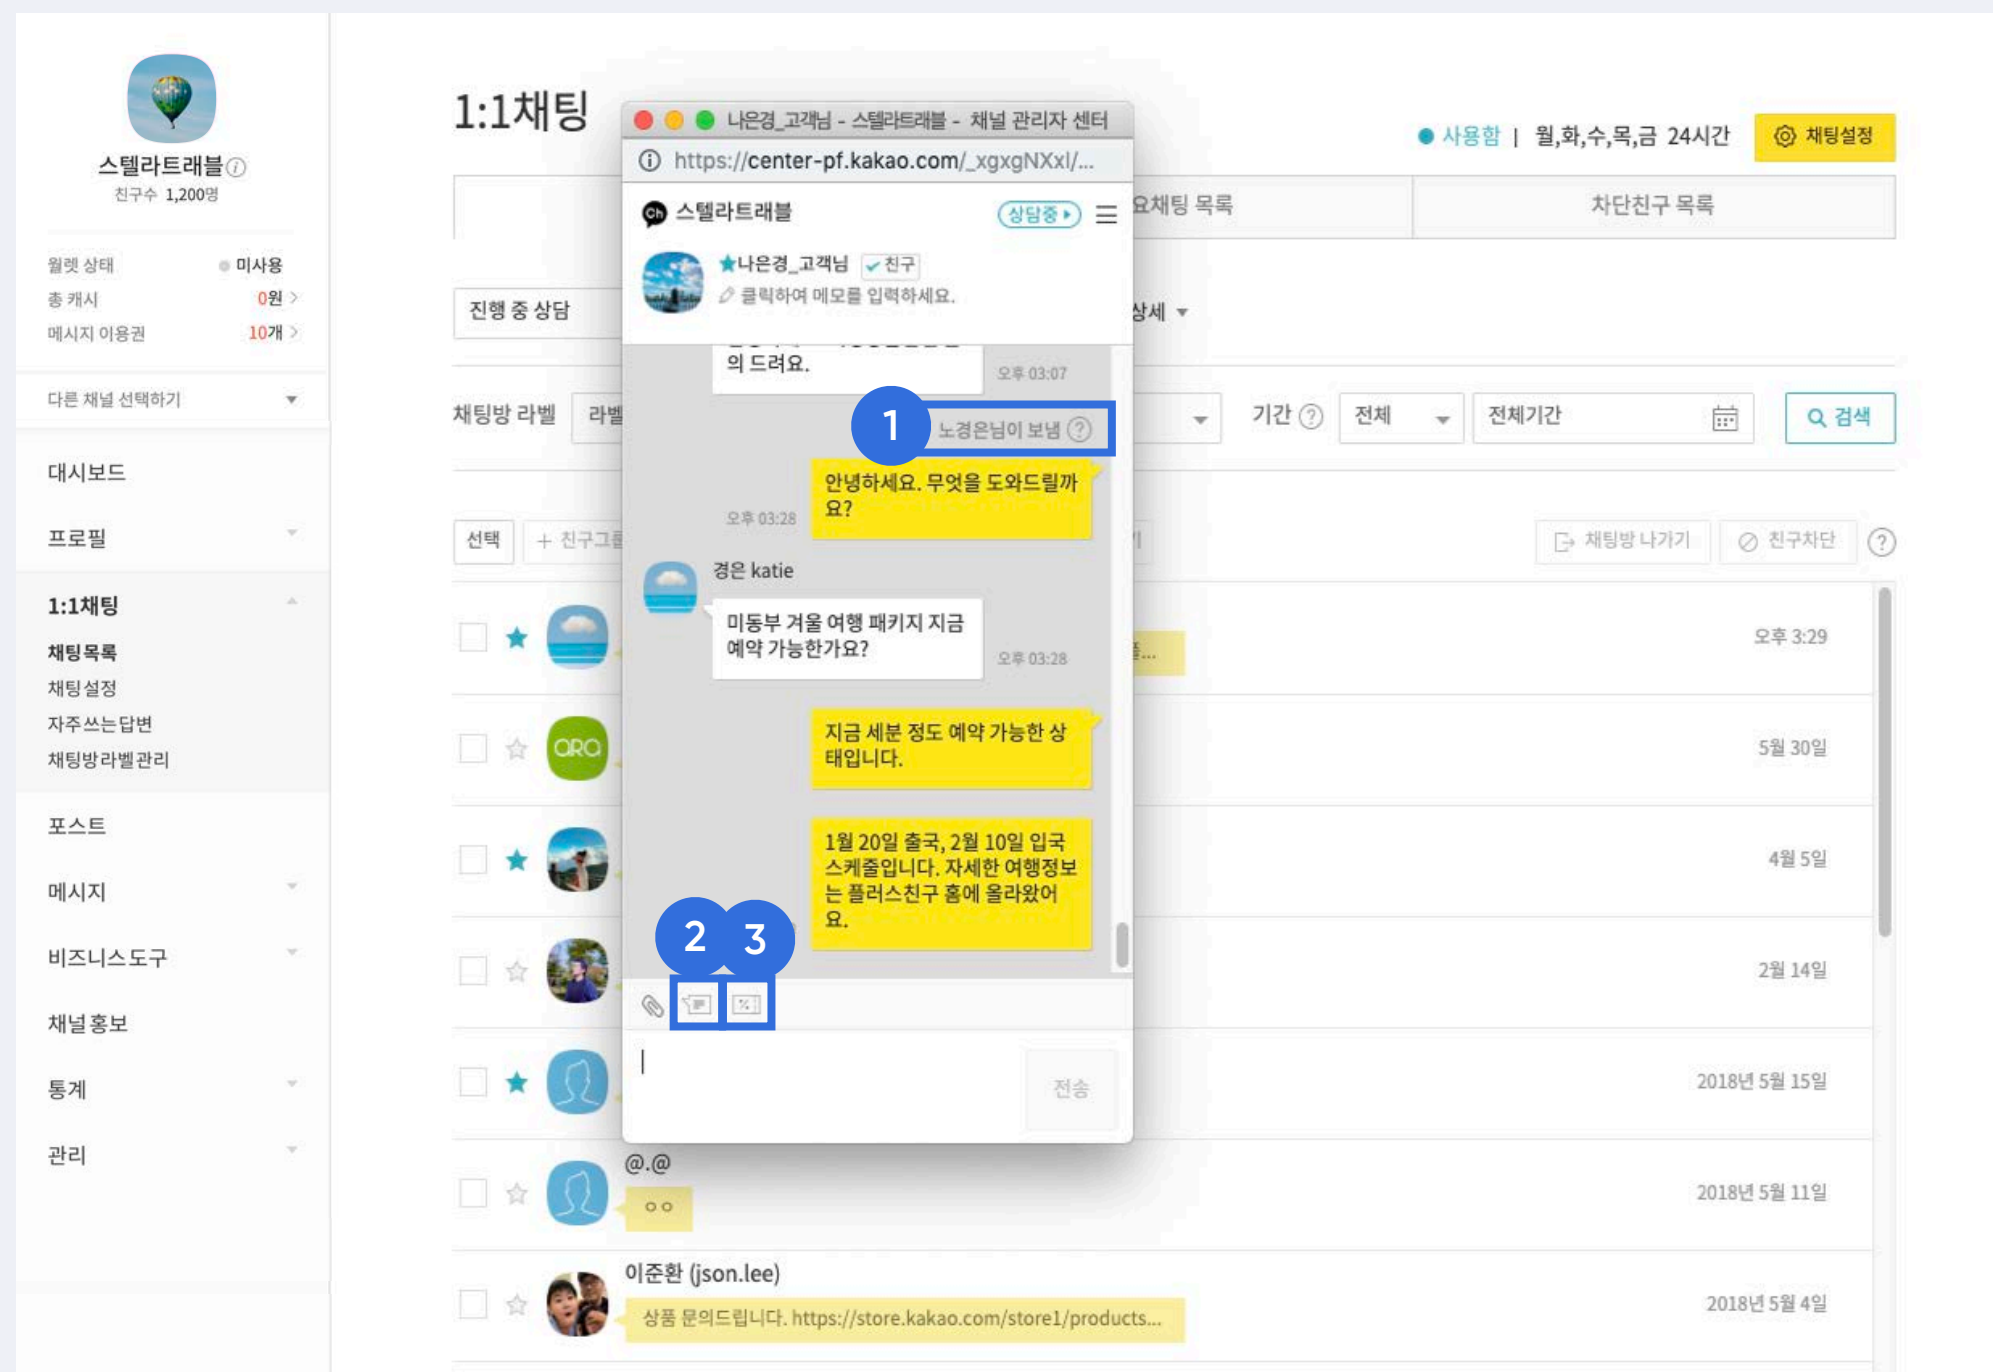 스텔라트래블
친구수 1,200명
월렛 상태 미사용
총 캐시 0원 >
메시지 이용권 10개 >
다른 채널 선택하기
대시보드
프로필
1:1채팅
채팅목록
채팅설정
자주쓰는답변
채팅방라벨관리
포스트
메시지
비즈니스도구
채널홍보
통계
관리
1:1채팅
사용함 | 월,화,수,목,금 24시간 채팅설정
요채팅 목록 차단친구 목록
진행 중 상담 상세
채팅방 라벨 라벨 기간 ? 전체 전체기간 검색
선택 + 친구그룹 채팅방 나가기 친구차단 ?
나은경_고객님 - 스텔라트래블 - 채널 관리자 센터
https://center-pf.kakao.com/_xgxgNXxl/...
Ch 스텔라트래블 상담중
★나은경_고객님 친구
클릭하여 메모를 입력하세요.
의 드려요.
오후 03:07
1 노경은님이 보냄 ?
안녕하세요. 무엇을 도와드릴까
요?
오후 03:28
경은 katie
미동부 겨울 여행 패키지 지금
예약 가능한가요?
오후 03:28
지금 세분 정도 예약 가능한 상
태입니다.
1월 20일 출국, 2월 10일 입국
스케줄입니다. 자세한 여행정보
는 플러스친구 홈에 올라왔어
요.
2 3
전송
오후 3:29
ara
5월 30일
4월 5일
2월 14일
2018년 5월 15일
@.@
ㅇㅇ
2018년 5월 11일
이준환 (json.lee)
상품 문의드립니다. https://store.kakao.com/store1/products...
2018년 5월 4일